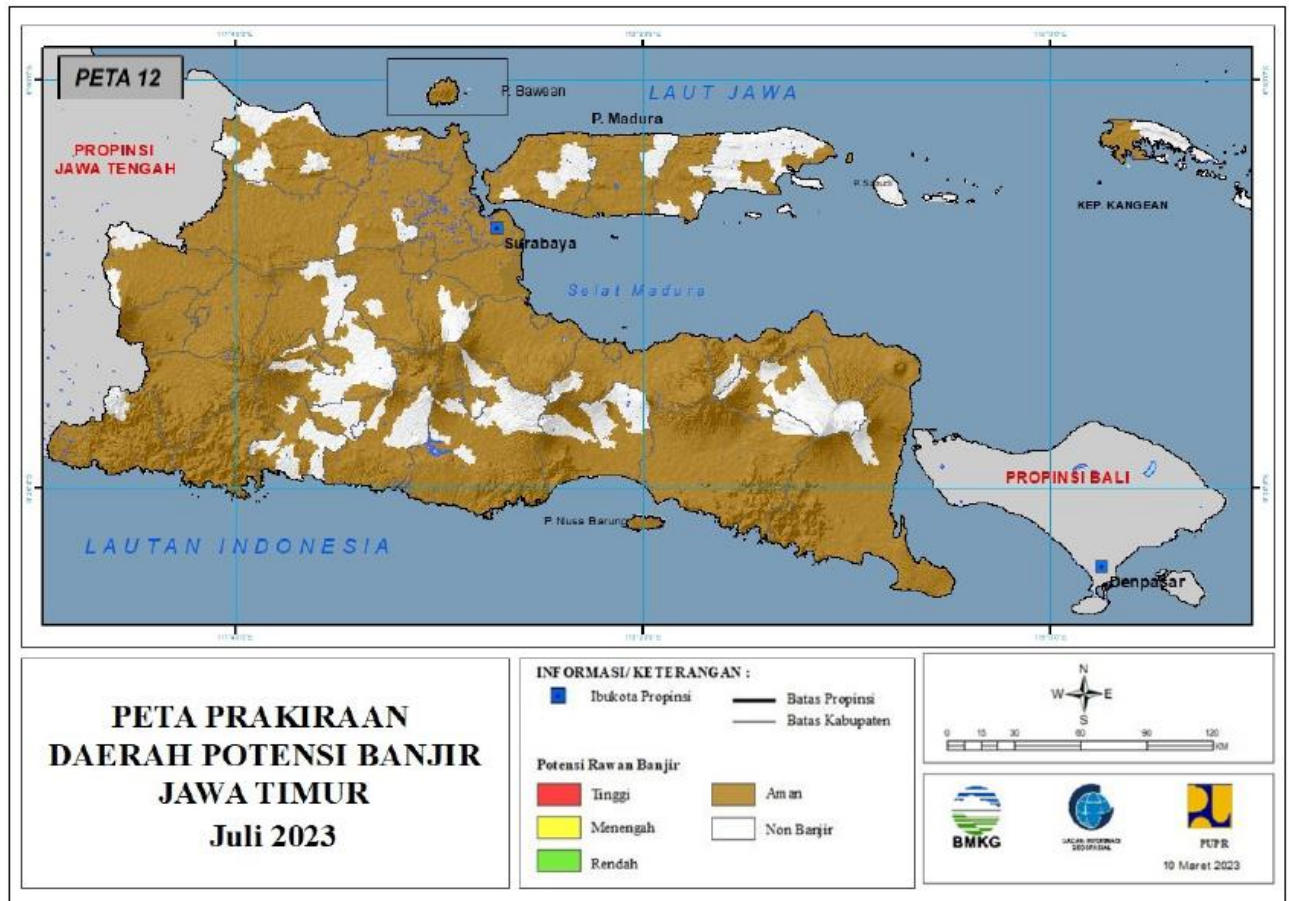 PETA 12
P. Bawean
LAUT JAWA
P. Madura
PROPINSI
JAWA TENGAH
KEP. KANGEAN
Surabaya
Selat Madura
PROPINSI BALI
P. Nusa Barung
LAUTAN INDONESIA
Denpasar
PETA PRAKIRAAN
DAERAH POTENSI BANJIR
JAWA TIMUR
Juli 2023
INFORMASI/KETERANGAN :
Ibukota Propinsi
Batas Propinsi
Batas Kabupaten
Potensi Rawan Banjir
Tinggi
Aman
Menengah
Non Banjir
Rendah
N
W E
S
0 15 30 60 90 120
KM
BMKG
BADAN INFORMASI
GEOSPASIAL
PUPR
10 Maret 2023